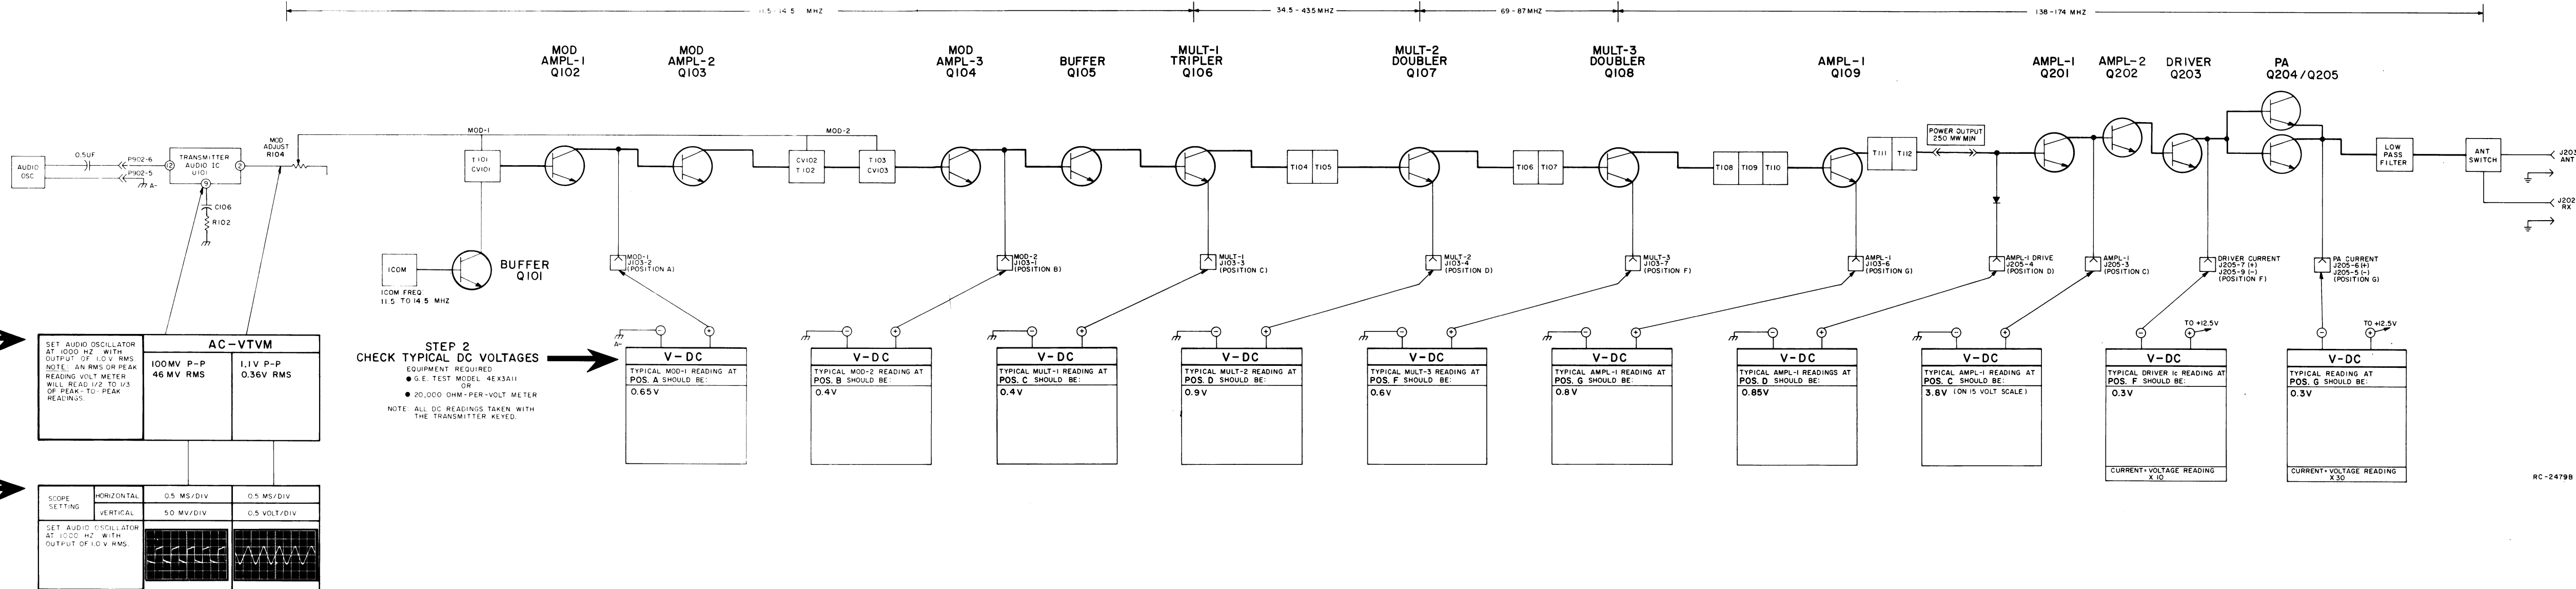 11.5-14.5 MHZ
34.5-43.5 MHZ
69-87 MHZ
138-174 MHZ
MOD
AMPL-1
Q102
MOD
AMPL-2
Q103
MOD
AMPL-3
Q104
BUFFER
Q105
MULT-1
TRIPLER
Q106
MULT-2
DOUBLER
Q107
MULT-3
DOUBLER
Q108
AMPL-1
Q109
AMPL-1
Q201
AMPL-2
Q202
DRIVER
Q203
PA
Q204/Q205
AUDIO
OSC
0.5UF
P902-6
P902-5
A-
12
TRANSMITTER
AUDIO IC
U101
2
9
C106
R102
MOD
ADJUST
R104
MOD-1
MOD-2
T101
CV101
CV102
T102
T103
CV103
T104
T105
T106
T107
T108
T109
T110
T111
T112
POWER OUTPUT
250 MW MIN
LOW
PASS
FILTER
ANT
SWITCH
J203
ANT
J202
RX
ICOM
ICOM FREQ
11.5 TO 14.5 MHZ
BUFFER
Q101
MOD-1
J103-2
(POSITION A)
MOD-2
J103-1
(POSITION B)
MULT-1
J103-3
(POSITION C)
MULT-2
J103-4
(POSITION D)
MULT-3
J103-7
(POSITION F)
AMPL-1
J103-6
(POSITION G)
AMPL-1 DRIVE
J205-4
(POSITION D)
AMPL-1
J205-3
(POSITION C)
DRIVER CURRENT
J205-7 (+)
J205-9 (-)
(POSITION F)
PA CURRENT
J205-6 (+)
J205-5 (-)
(POSITION G)
SET AUDIO OSCILLATOR
AT 1000 HZ WITH
OUTPUT OF 1.0 V RMS.
NOTE: AN RMS OR PEAK
READING VOLT METER
WILL READ 1/2 TO 1/3
OF PEAK-TO-PEAK
READINGS.
AC-VTVM
100MV P-P
46 MV RMS
1.1V P-P
0.36V RMS
STEP 2
CHECK TYPICAL DC VOLTAGES
EQUIPMENT REQUIRED
● G.E. TEST MODEL 4EX3A11
OR
● 20,000 OHM-PER-VOLT METER
NOTE: ALL DC READINGS TAKEN WITH
THE TRANSMITTER KEYED.
A-
V-DC
TYPICAL MOD-1 READING AT
POS. A SHOULD BE:
0.65V
V-DC
TYPICAL MOD-2 READING AT
POS. B SHOULD BE:
0.4V
V-DC
TYPICAL MULT-1 READING AT
POS. C SHOULD BE:
0.4V
V-DC
TYPICAL MULT-2 READING AT
POS. D SHOULD BE:
0.9V
V-DC
TYPICAL MULT-3 READING AT
POS. F SHOULD BE:
0.6V
V-DC
TYPICAL AMPL-1 READING AT
POS. G SHOULD BE:
0.8V
V-DC
TYPICAL AMPL-1 READINGS AT
POS. D SHOULD BE:
0.85V
V-DC
TYPICAL AMPL-1 READING AT
POS. C SHOULD BE:
3.8V (ON 15 VOLT SCALE)
TO +12.5V
V-DC
TYPICAL DRIVER Ic READING AT
POS. F SHOULD BE:
0.3V
CURRENT=VOLTAGE READING
X 10
TO +12.5V
V-DC
TYPICAL READING AT
POS. G SHOULD BE:
0.3V
CURRENT=VOLTAGE READING
X30
RC-2479B
SCOPE
SETTING
HORIZONTAL
0.5 MS/DIV
0.5 MS/DIV
VERTICAL
50 MV/DIV
0.5 VOLT/DIV
SET AUDIO OSCILLATOR
AT 1000 HZ WITH
OUTPUT OF 1.0 V RMS.